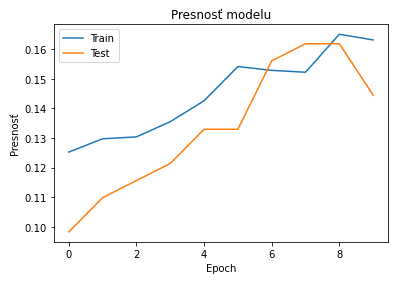 Presnosť modelu
Train
Test
Presnosť
0.16
0.15
0.14
0.13
0.12
0.11
0.10
0 2 4 6 8
Epoch